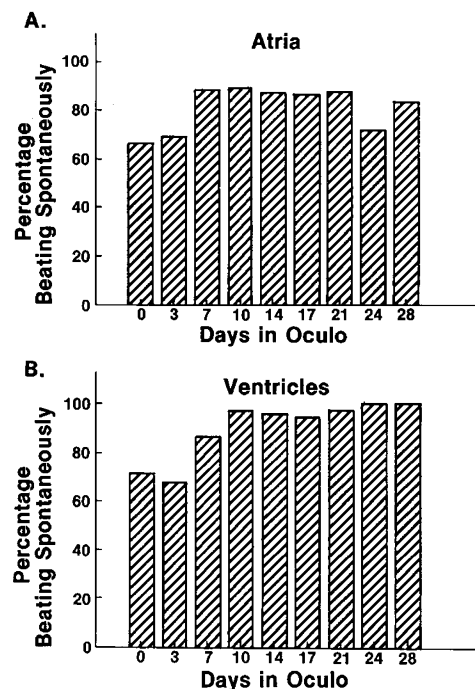 A.
Atria
Percentage
Beating Spontaneously
100
80
60
40
20
0
0 3 7 10 14 17 21 24 28
Days in Oculo
B.
Ventricles
Percentage
Beating Spontaneously
100
80
60
40
20
0
0 3 7 10 14 17 21 24 28
Days in Oculo